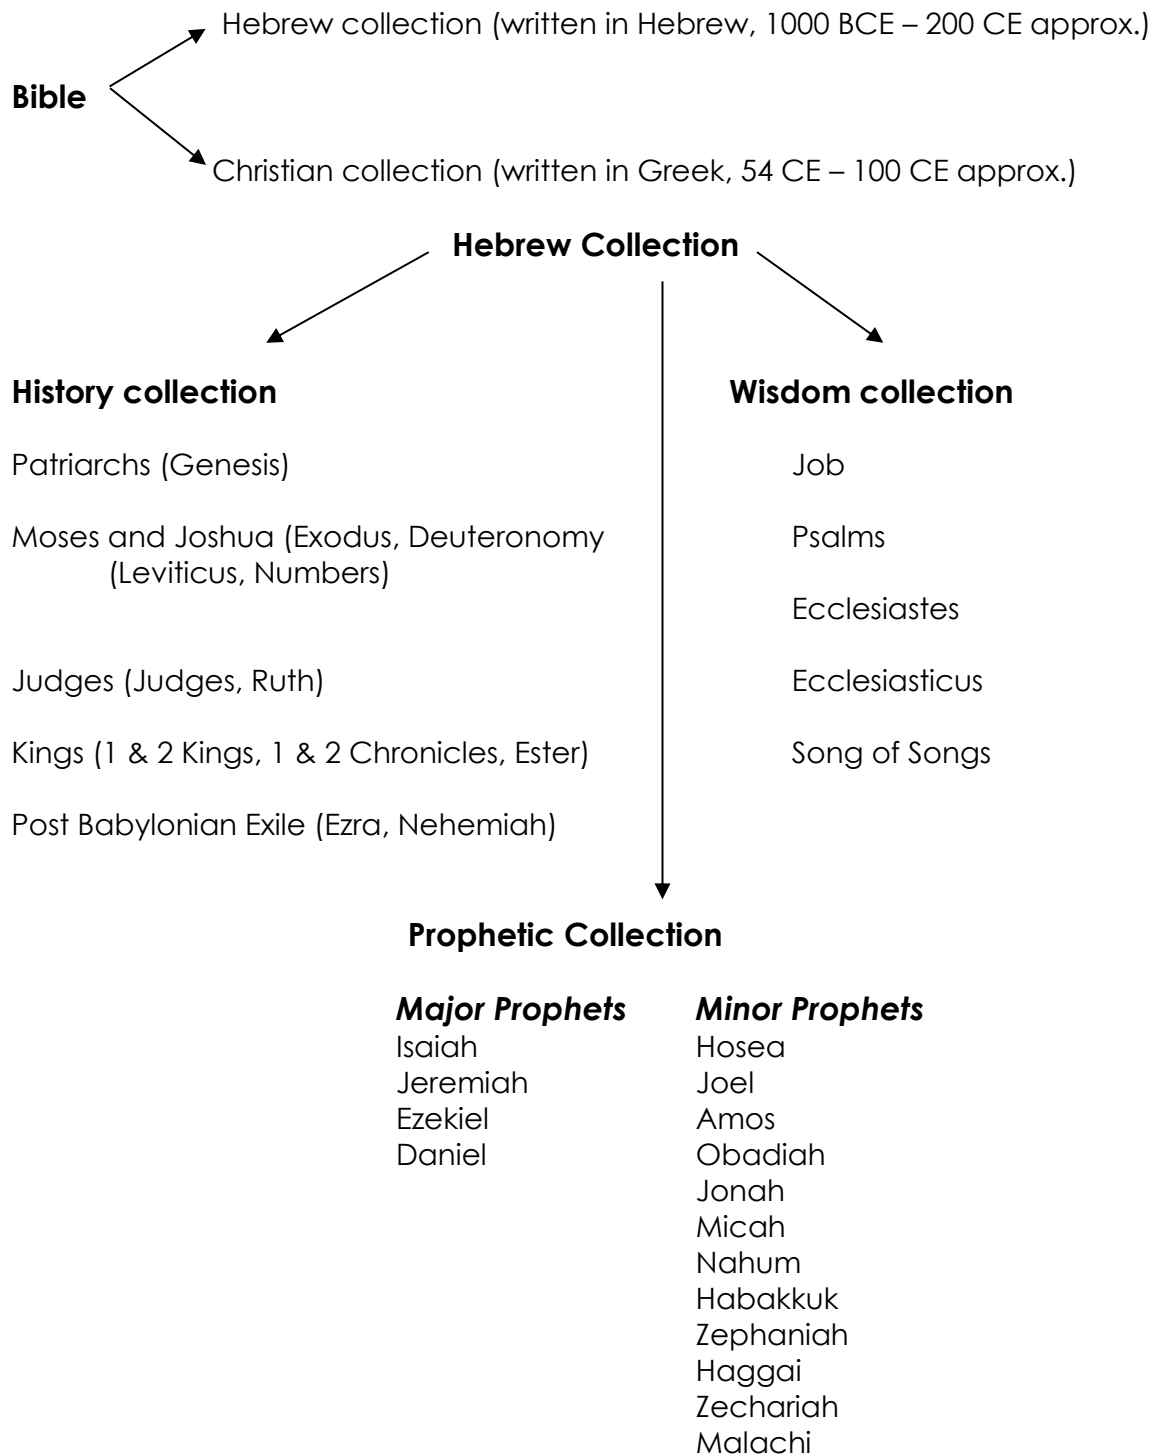 Hebrew collection (written in Hebrew, 1000 BCE – 200 CE approx.)
Bible
Christian collection (written in Greek, 54 CE – 100 CE approx.)
Hebrew Collection
History collection
Patriarchs (Genesis)
Moses and Joshua (Exodus, Deuteronomy
(Leviticus, Numbers)
Judges (Judges, Ruth)
Kings (1 & 2 Kings, 1 & 2 Chronicles, Ester)
Post Babylonian Exile (Ezra, Nehemiah)
Wisdom collection
Job
Psalms
Ecclesiastes
Ecclesiasticus
Song of Songs
Prophetic Collection
Major Prophets
Isaiah
Jeremiah
Ezekiel
Daniel
Minor Prophets
Hosea
Joel
Amos
Obadiah
Jonah
Micah
Nahum
Habakkuk
Zephaniah
Haggai
Zechariah
Malachi